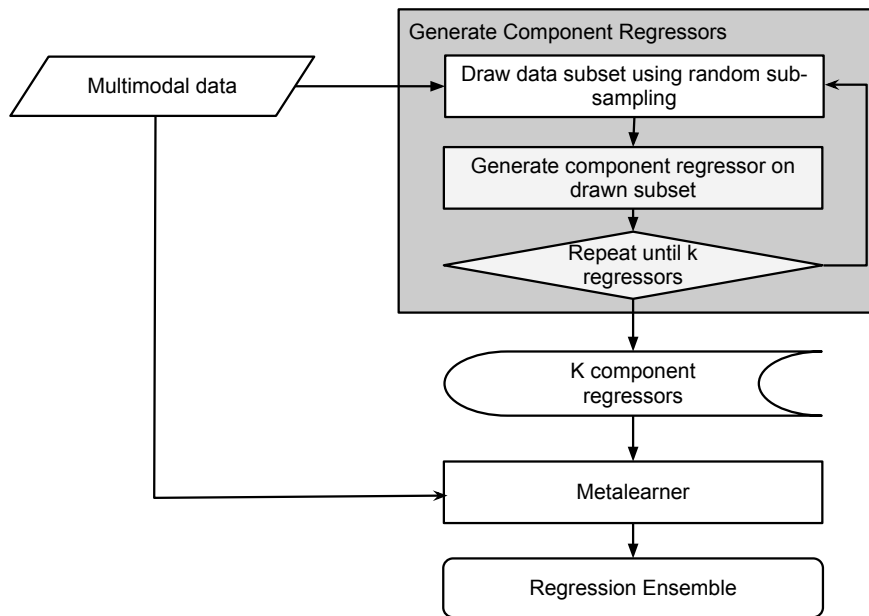 Generate Component Regressors
Multimodal data
Draw data subset using random sub-
sampling
Generate component regressor on
drawn subset
Repeat until k
regressors
K component
regressors
Metalearner
Regression Ensemble